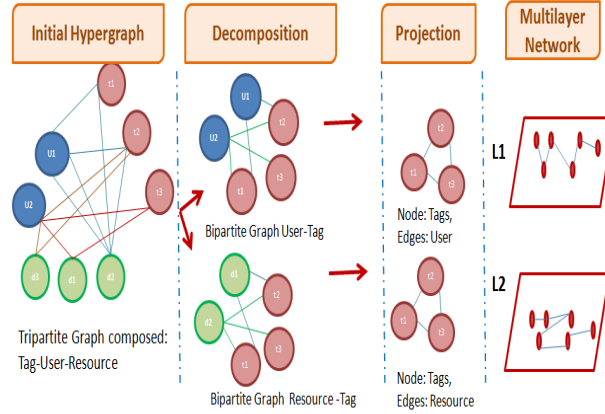 Initial Hypergraph
Decomposition
Projection
Multilayer
Network
t1
t2
U1
t3
U2
d3
d1
d2
Tripartite Graph composed:
Tag-User-Resource
U1
U2
t2
t3
t1
Bipartite Graph User-Tag
d1
t2
d2
t3
t1
Bipartite Graph Resource -Tag
t2
t1
t3
Node: Tags,
Edges: User
t2
t1
t3
Node: Tags,
Edges: Resource
L1
L2